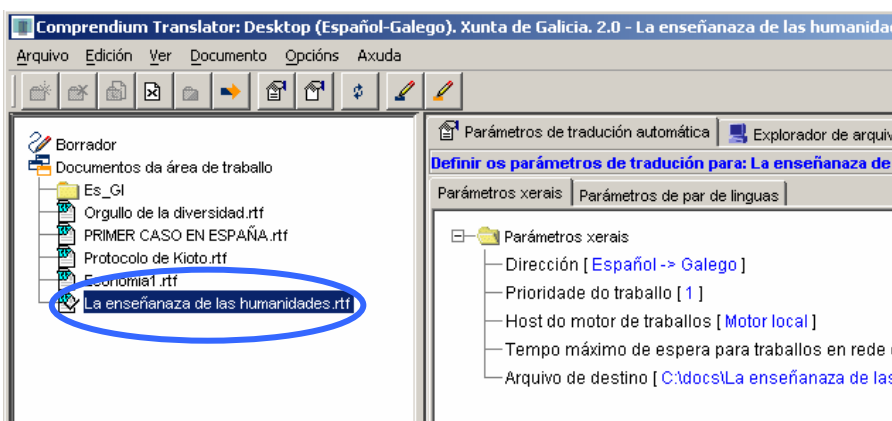 Comprendium Translator: Desktop (Español-Galego). Xunta de Galicia. 2.0 - La enseñanaza de las humanida
Arquivo Edición Ver Documento Opcións Axuda
Borrador
Documentos da área de traballo
Es_Gl
Orgullo de la diversidad.rtf
PRIMER CASO EN ESPAÑA.rtf
Protocolo de Kioto.rtf
Economia1.rtf
La enseñanaza de las humanidades.rtf
Parámetros de tradución automática Explorador de arquiv
Definir os parámetros de tradución para: La enseñanaza de
Parámetros xerais Parámetros de par de linguas
Parámetros xerais
Dirección [ Español -> Galego ]
Prioridade do traballo [ 1 ]
Host do motor de traballos [ Motor local ]
Tempo máximo de espera para traballos en rede
Arquivo de destino [ C:\docs\La enseñanaza de las